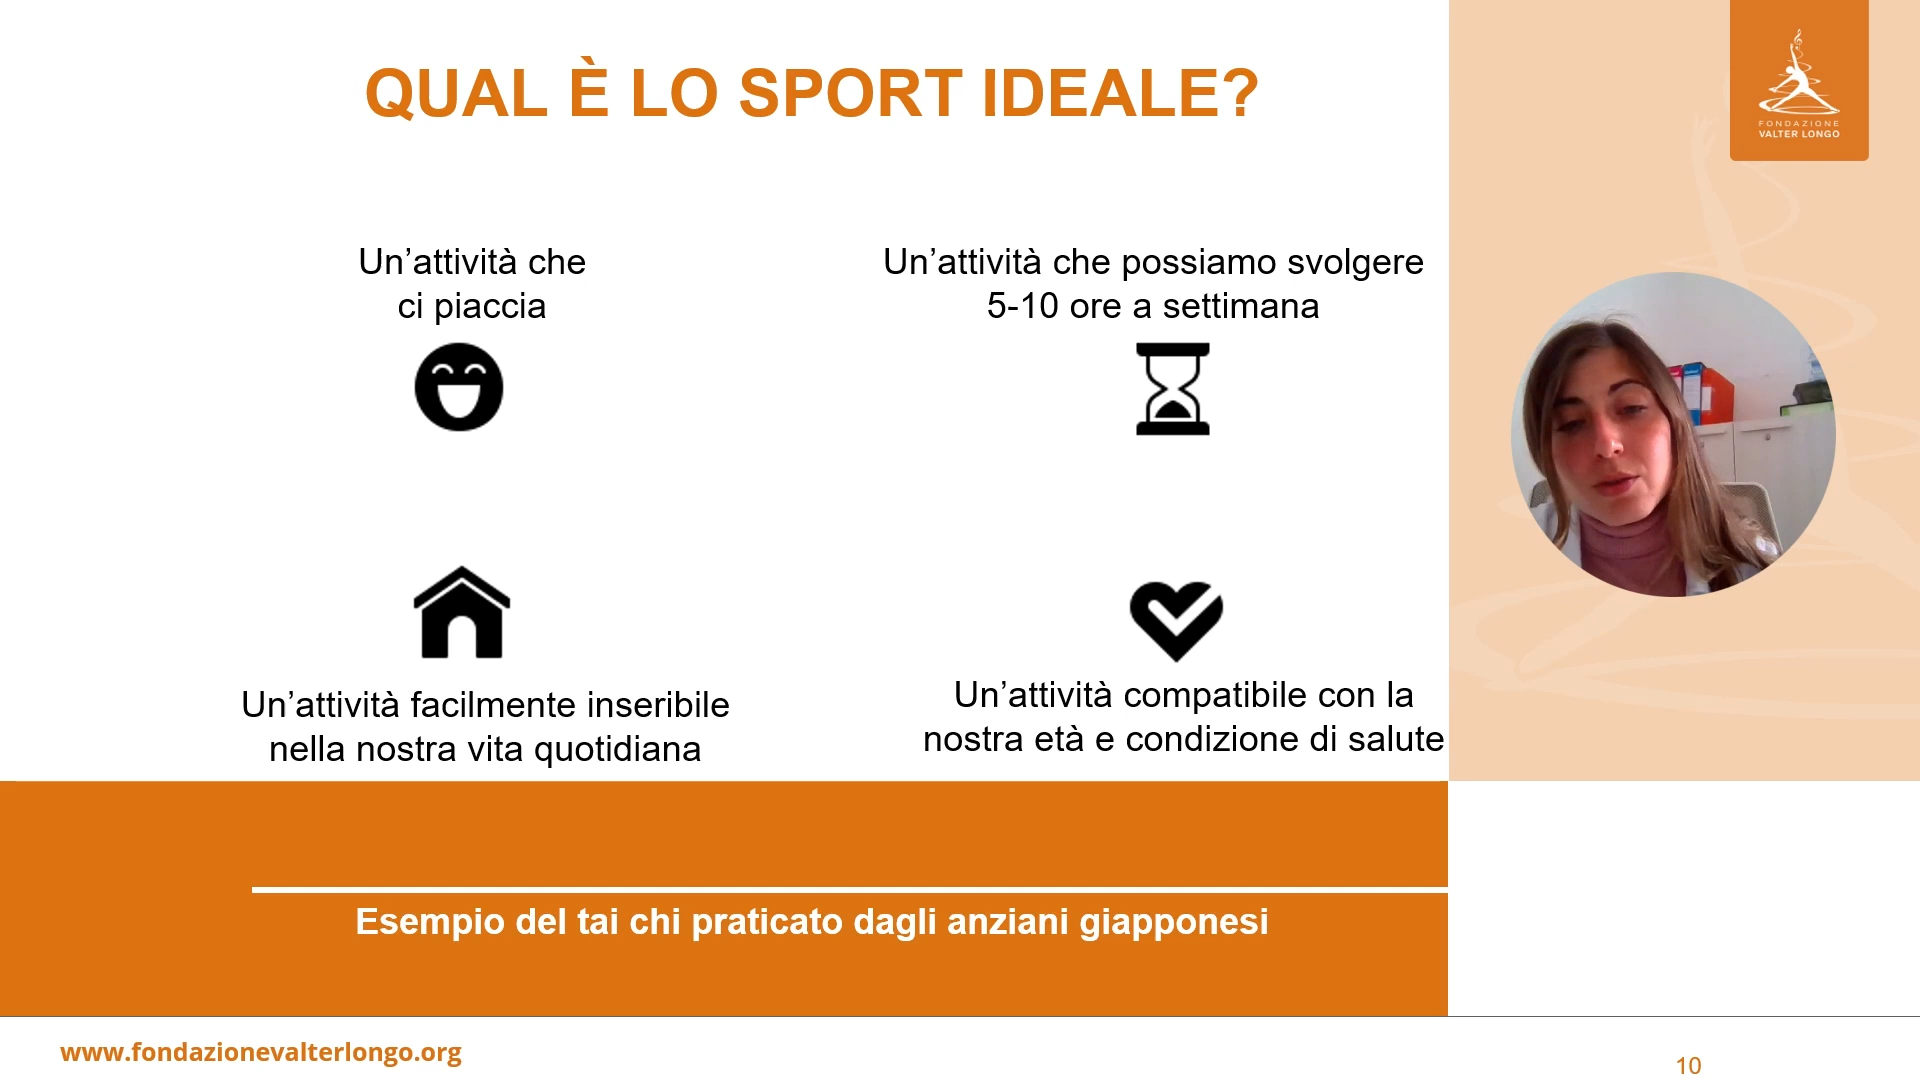 QUAL È LO SPORT IDEALE?
FONDAZIONE
VALTER LONGO
Un’attività che
ci piaccia
Un’attività che possiamo svolgere
5-10 ore a settimana
Un’attività facilmente inseribile
nella nostra vita quotidiana
Un’attività compatibile con la
nostra età e condizione di salute
Esempio del tai chi praticato dagli anziani giapponesi
www.fondazionevalterlongo.org
10